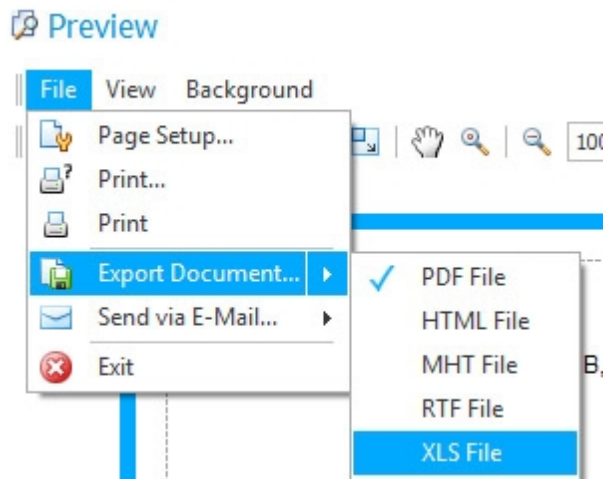 Preview
File View Background
Page Setup...
100
Print...
Print
Export Document...
PDF File
Send via E-Mail...
HTML File
Exit
MHT File
B,
RTF File
XLS File